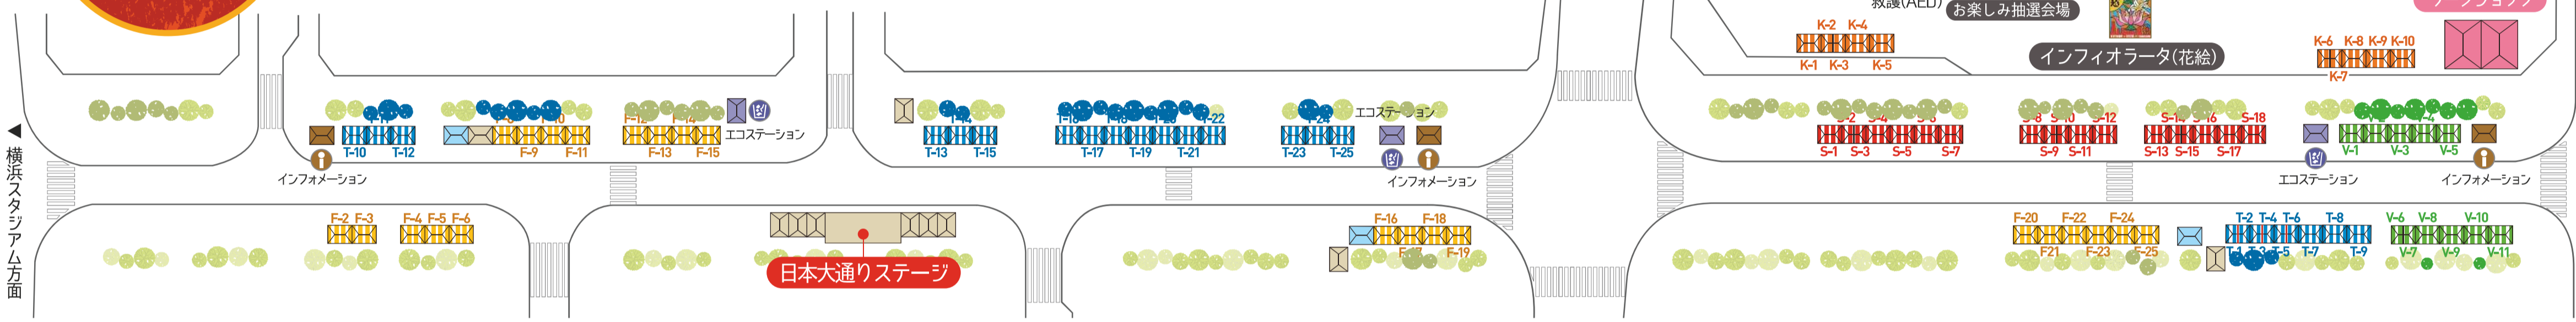 救護(AED)
お楽しみ抽選会場
K-2 K-4
K-1 K-3 K-5
インフィオラータ(花絵)
K-6 K-8 K-9 K-10
K-7
エコステーション
エコステーション
T-10 T-12
F-9 F-11
F-13 F-15
T-13 T-15
T-22
T-17 T-19 T-21
T-24
T-23 T-25
S-12
S-18
S-1 S-3 S-5 S-7
S-9 S-11
S-13 S-15 S-17
V-1 V-3 V-5
インフォメーション
インフォメーション
エコステーション
インフォメーション
横浜スタジアム方面
F-2 F-3
F-4 F-5 F-6
日本大通りステージ
F-16 F-18
F-17 F-19
F-20 F-22 F-24
F21 F-23 F-25
T-2 T-4 T-6 T-8
T-1 T-3 T-5 T-7 T-9
V-6 V-8 V-10
V-7 V-9 V-11